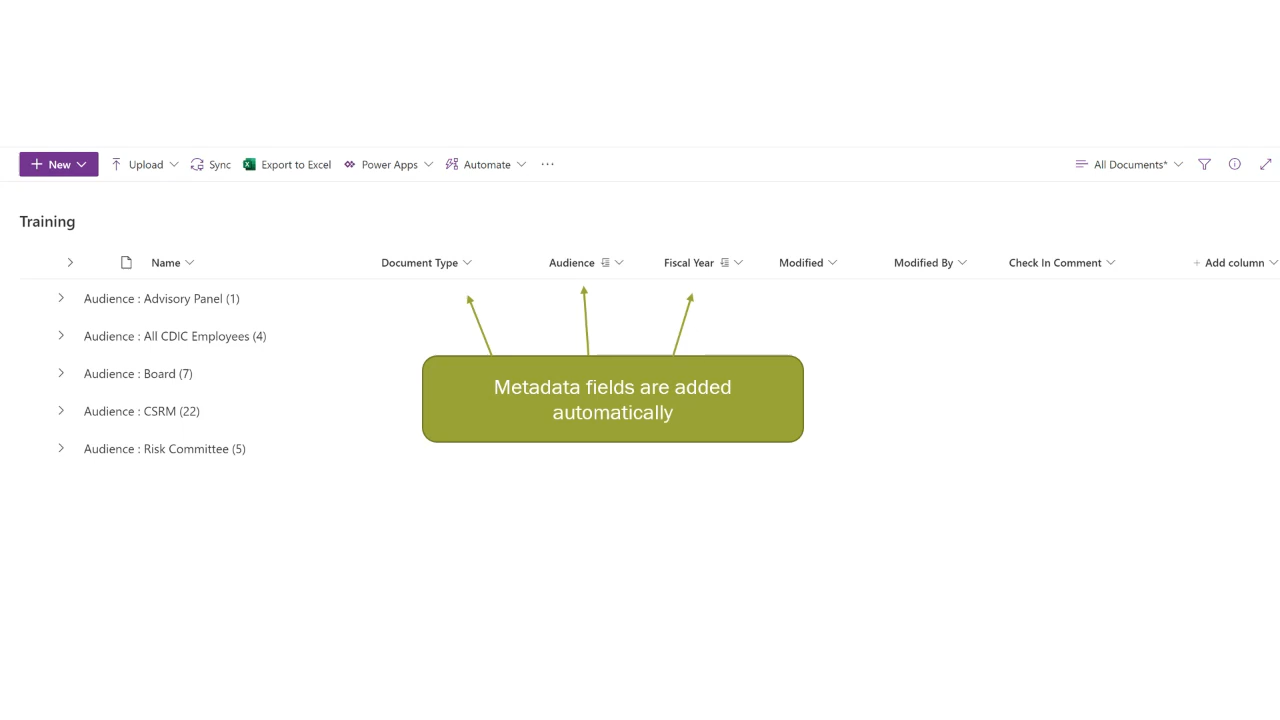 New Upload Sync Export to Excel Power Apps Automate ··· All Documents*
Training
Name Document Type Audience Fiscal Year Modified Modified By Check In Comment + Add column
Audience : Advisory Panel (1)
Audience : All CDIC Employees (4)
Audience : Board (7)
Audience : CSRM (22)
Audience : Risk Committee (5)
Metadata fields are added
automatically